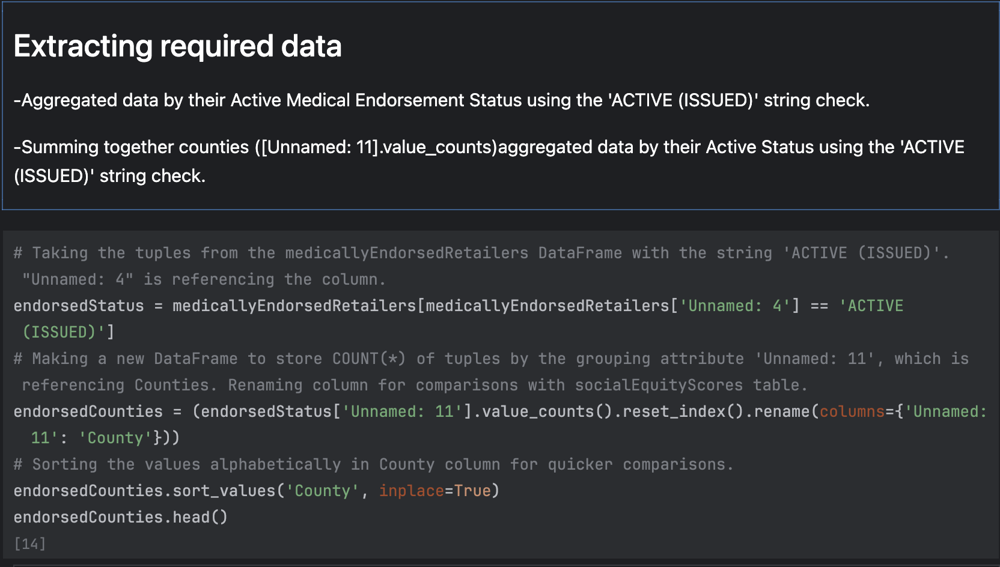 Extracting required data
-Aggregated data by their Active Medical Endorsement Status using the 'ACTIVE (ISSUED)' string check.
-Summing together counties ([Unnamed: 11].value_counts)aggregated data by their Active Status using the 'ACTIVE
(ISSUED)' string check.
# Taking the tuples from the medicallyEndorsedRetailers DataFrame with the string 'ACTIVE (ISSUED)'.
"Unnamed: 4" is referencing the column.
endorsedStatus = medicallyEndorsedRetailers[medicallyEndorsedRetailers['Unnamed: 4'] == 'ACTIVE
(ISSUED)']
# Making a new DataFrame to store COUNT(*) of tuples by the grouping attribute 'Unnamed: 11', which is
referencing Counties. Renaming column for comparisons with socialEquityScores table.
endorsedCounties = (endorsedStatus['Unnamed: 11'].value_counts().reset_index().rename(columns={'Unnamed:
11': 'County'}))
# Sorting the values alphabetically in County column for quicker comparisons.
endorsedCounties.sort_values('County', inplace=True)
endorsedCounties.head()
[14]